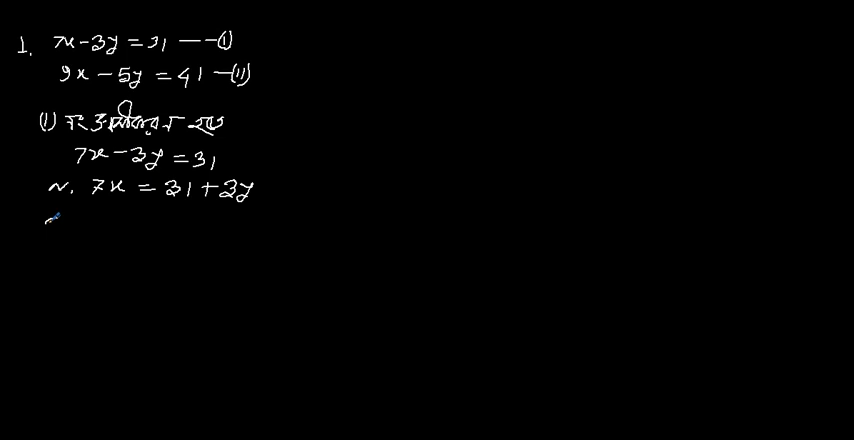 1. 7x - 3y = 31 — -(i)
9x - 5y = 41 -(ii)
(i) নং সমীকরণ হতে
7x - 3y = 31
বা, 7x = 31 + 3y